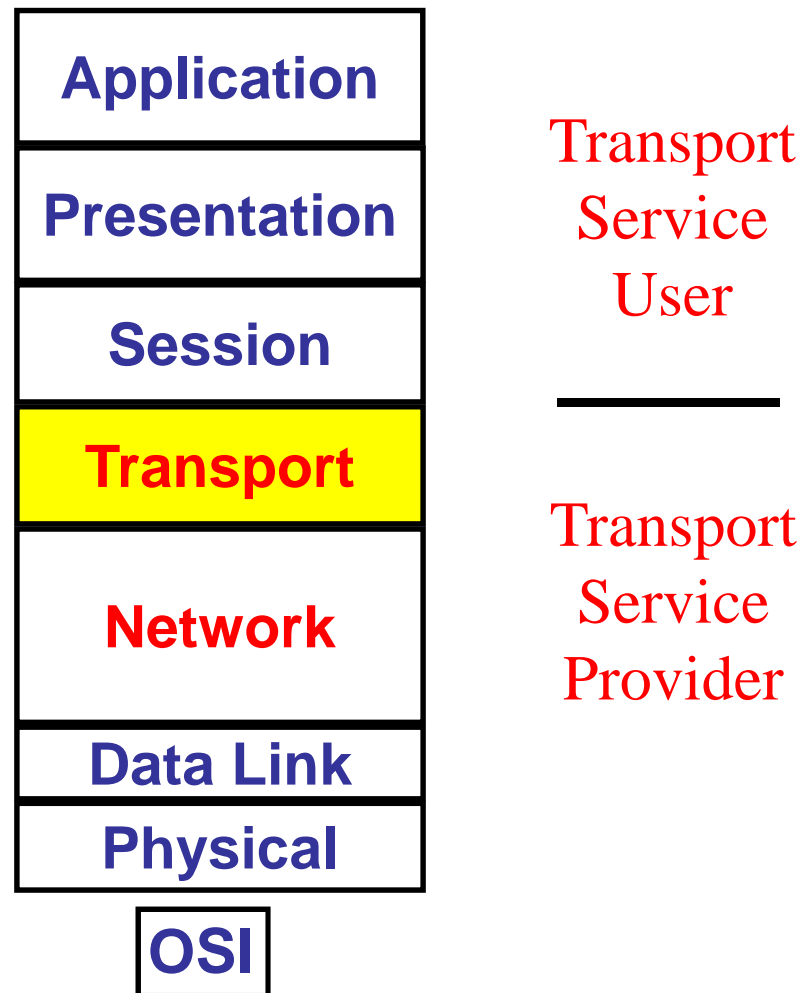 Application
Presentation
Session
Transport
Network
Data Link
Physical
OSI
Transport
Service
User
Transport
Service
Provider